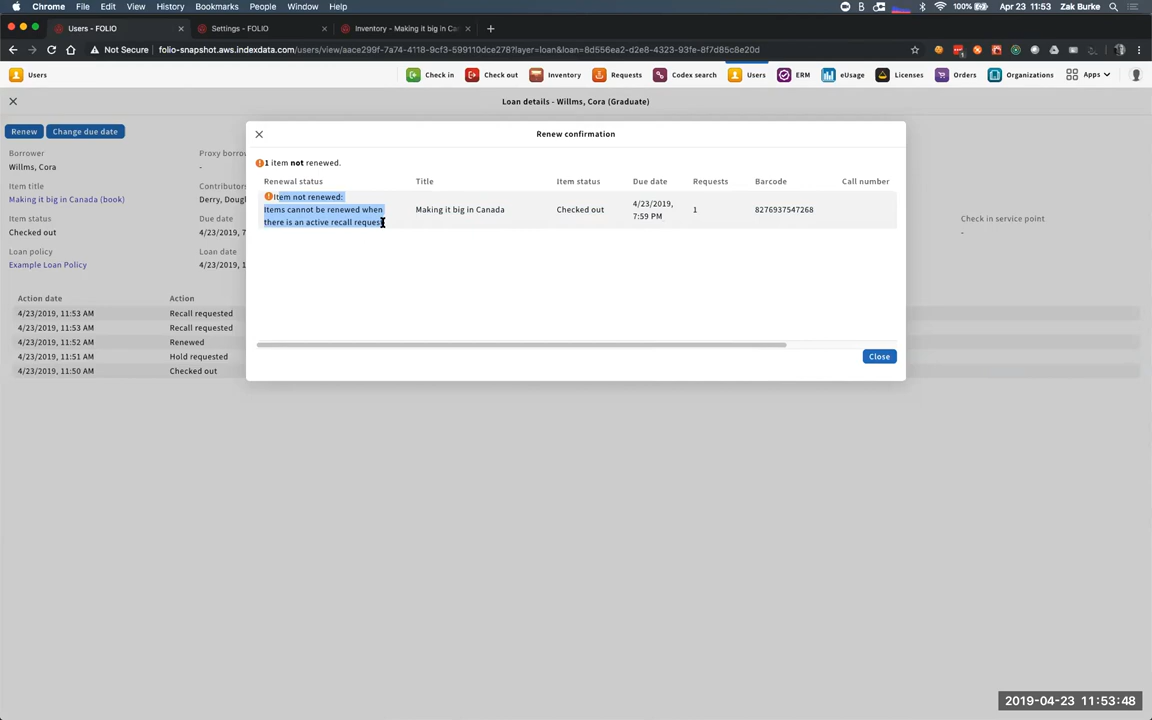 Chrome File Edit View History Bookmarks People Window Help 100% Apr 23 11:53 Zak Burke
Users - FOLIO
Settings - FOLIO
Inventory - Making it big in Ca
Not Secure folio-snapshot.aws.indexdata.com/users/view/aace299f-7a74-4118-9cf3-599110dce278?layer=loan&loan=8d556ea2-d2e8-4323-93fe-8f7d85c8e20d
Users Check in Check out Inventory Requests Codex search Users ERM eUsage Licenses Orders Organizations Apps
Loan details - Willms, Cora (Graduate)
Renew Change due date
Borrower
Willms, Cora
Proxy borrow
-
Item title
Making it big in Canada (book)
Contributors
Derry, Doug
Item status
Checked out
Due date
4/23/2019, 7
Check in service point
-
Loan policy
Example Loan Policy
Loan date
4/23/2019, 1
Action date Action
4/23/2019, 11:53 AM Recall requested
4/23/2019, 11:53 AM Recall requested
4/23/2019, 11:52 AM Renewed
4/23/2019, 11:51 AM Hold requested
4/23/2019, 11:50 AM Checked out
Renew confirmation
1 item not renewed.
Renewal status Title Item status Due date Requests Barcode Call number
Item not renewed:
Items cannot be renewed when
there is an active recall request
Making it big in Canada
Checked out
4/23/2019,
7:59 PM
1
8276937547268
Close
2019-04-23 11:53:48